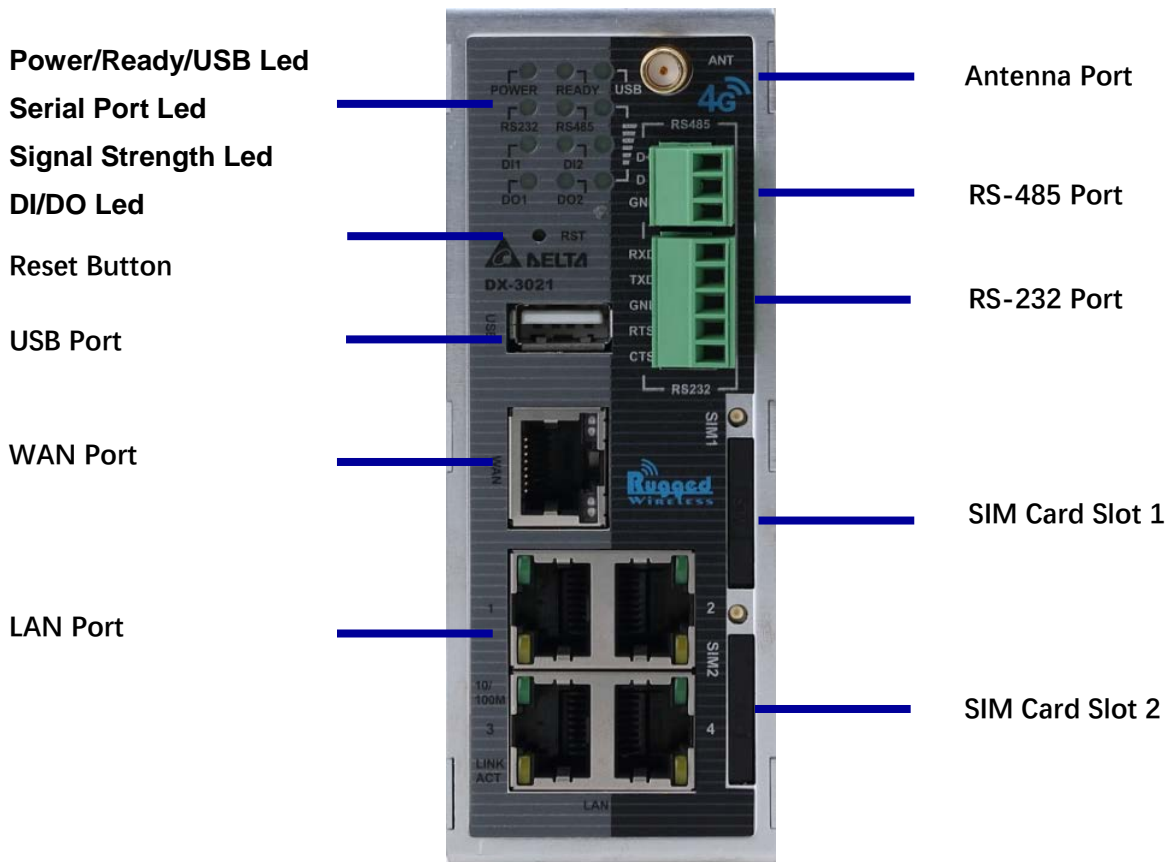 Power/Ready/USB Led
Serial Port Led
Signal Strength Led
DI/DO Led
Reset Button
USB Port
WAN Port
LAN Port
ANT
POWER READY USB
4G
RS232 RS485
RS485
DI1 DI2
D
DO1 DO2
GN
RST
DELTA
DX-3021
RXD
TXD
GND
RTS
CTS
USB
RS232
SIM1
WAN
Rugged
Wireless
1 2
SIM2
10/
100M
3 4
LINK
ACT
LAN
Antenna Port
RS-485 Port
RS-232 Port
SIM Card Slot 1
SIM Card Slot 2